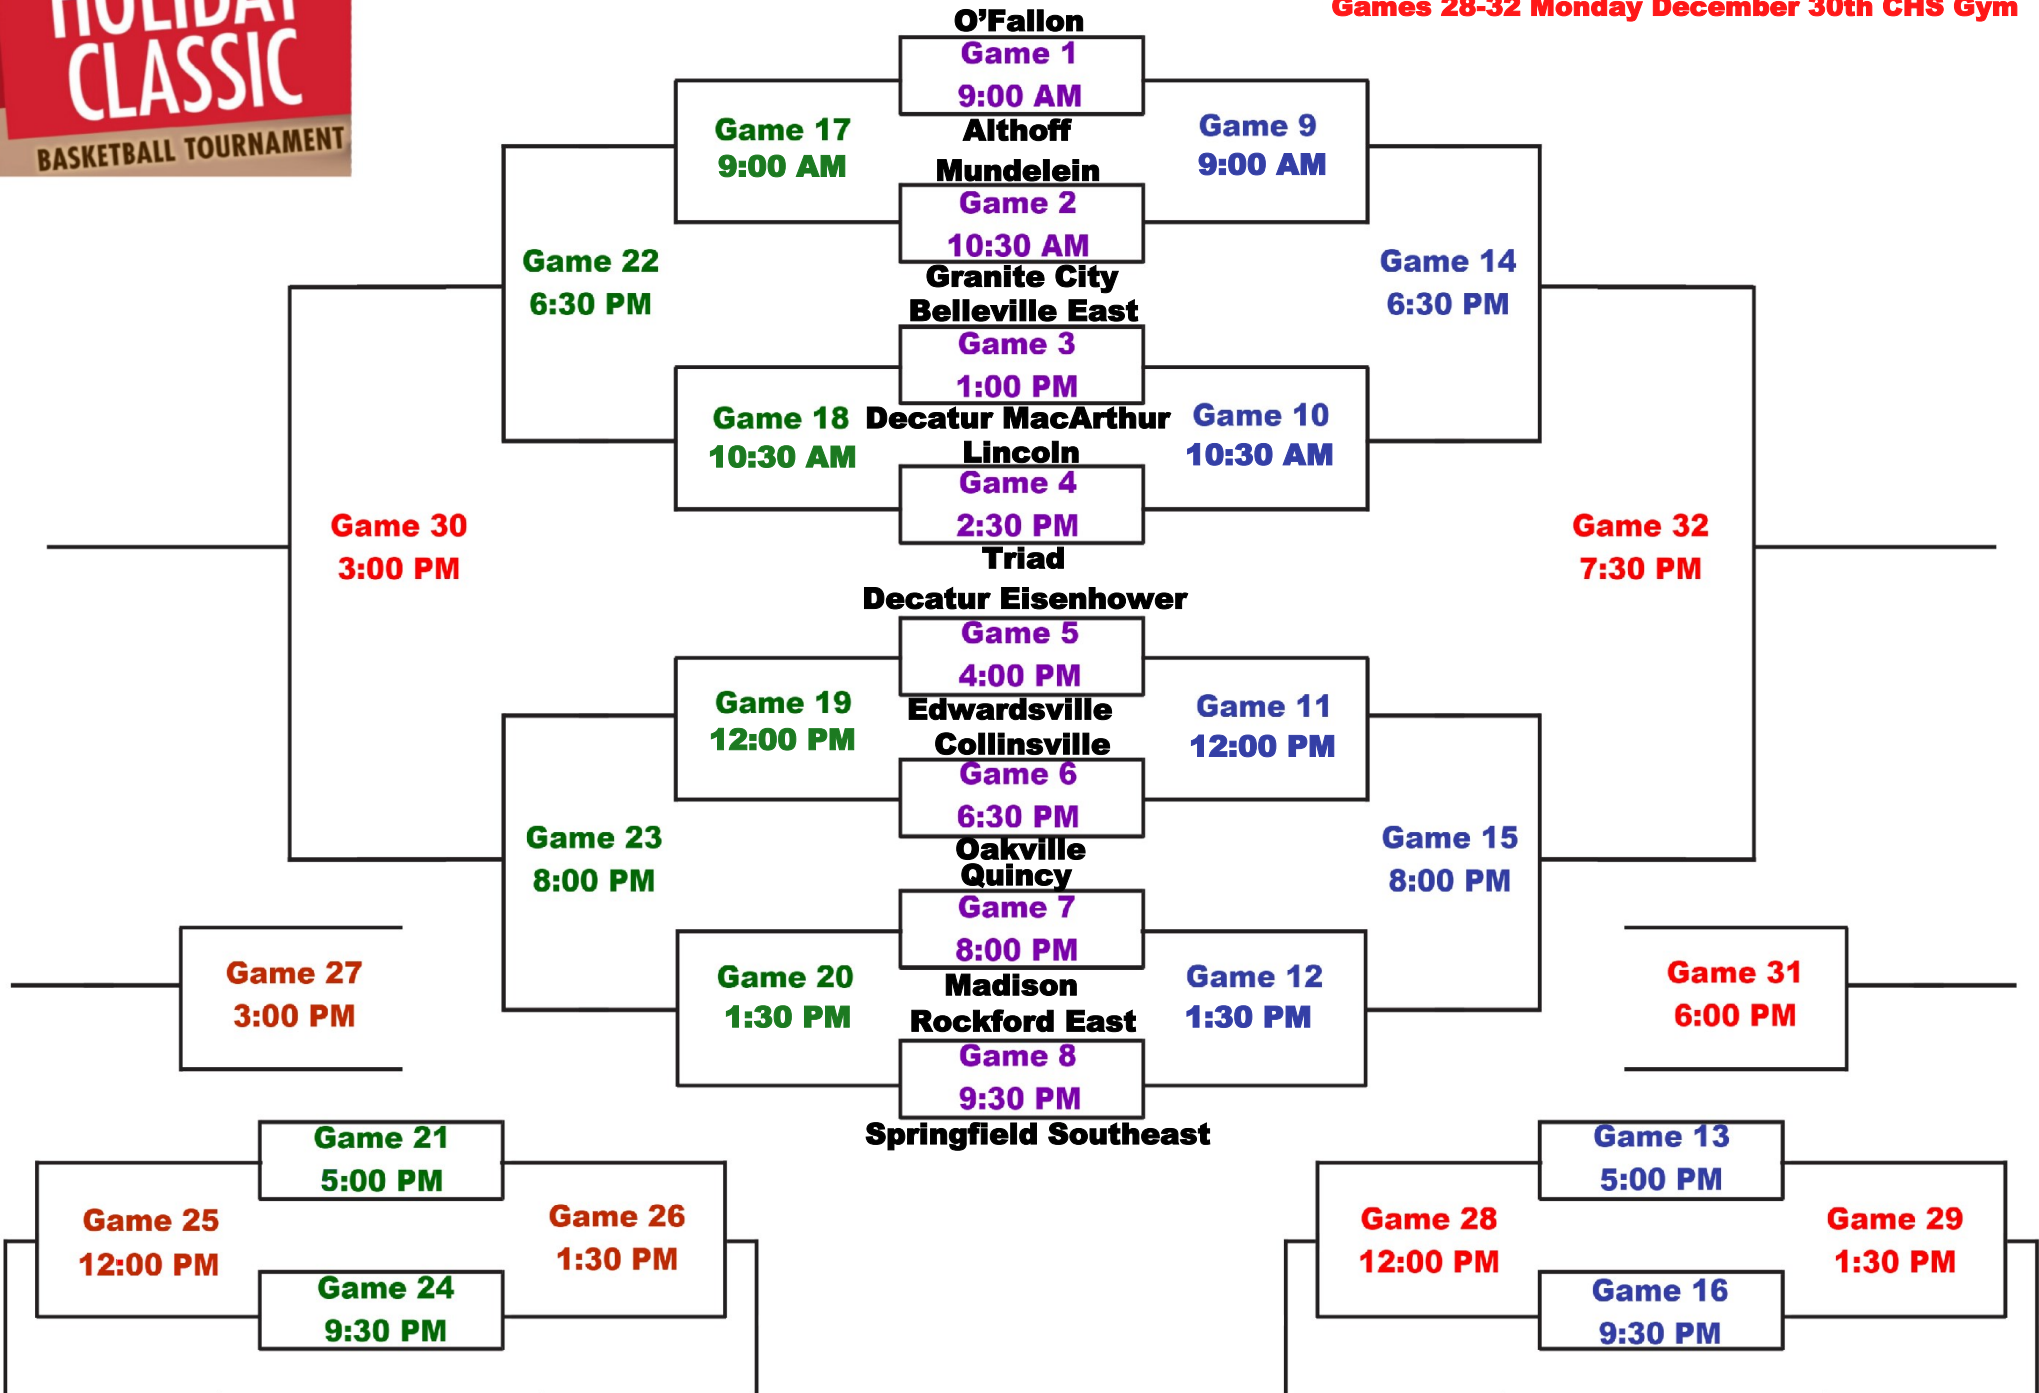 HOLIDAY
CLASSIC
BASKETBALL TOURNAMENT
Games 28-32 Monday December 30th CHS Gym
O'Fallon
Game 1
9:00 AM
Althoff
Game 17
9:00 AM
Game 9
9:00 AM
Mundelein
Game 2
10:30 AM
Granite City
Game 22
6:30 PM
Game 14
6:30 PM
Belleville East
Game 3
1:00 PM
Decatur MacArthur
Game 18
10:30 AM
Game 10
10:30 AM
Lincoln
Game 4
2:30 PM
Triad
Game 30
3:00 PM
Game 32
7:30 PM
Decatur Eisenhower
Game 5
4:00 PM
Edwardsville
Game 19
12:00 PM
Game 11
12:00 PM
Collinsville
Game 6
6:30 PM
Oakville
Game 23
8:00 PM
Game 15
8:00 PM
Quincy
Game 7
8:00 PM
Madison
Game 27
3:00 PM
Game 20
1:30 PM
Game 12
1:30 PM
Game 31
6:00 PM
Rockford East
Game 8
9:30 PM
Springfield Southeast
Game 21
5:00 PM
Game 13
5:00 PM
Game 25
12:00 PM
Game 26
1:30 PM
Game 28
12:00 PM
Game 29
1:30 PM
Game 24
9:30 PM
Game 16
9:30 PM